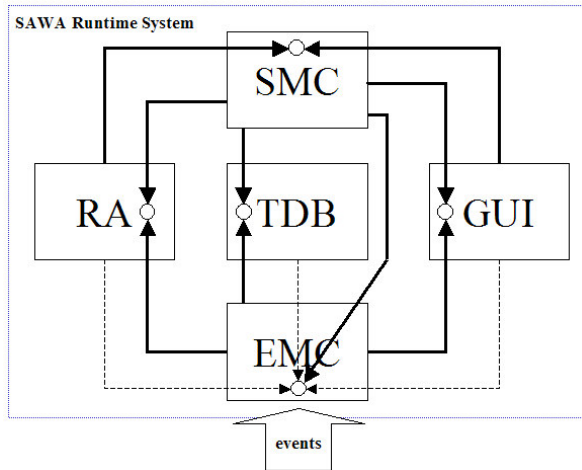 SAWA Runtime System
SMC
RA
TDB
GUI
EMC
events